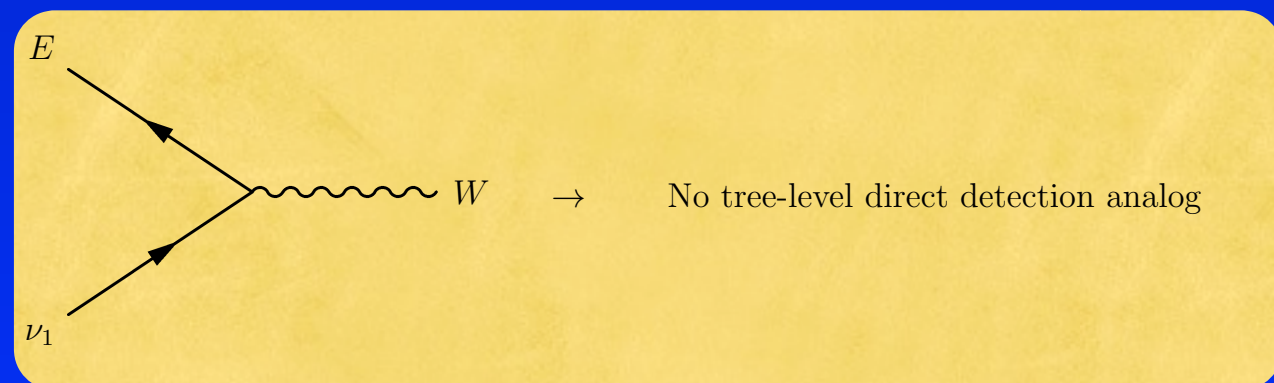 E
W → No tree-level direct detection analog
ν₁